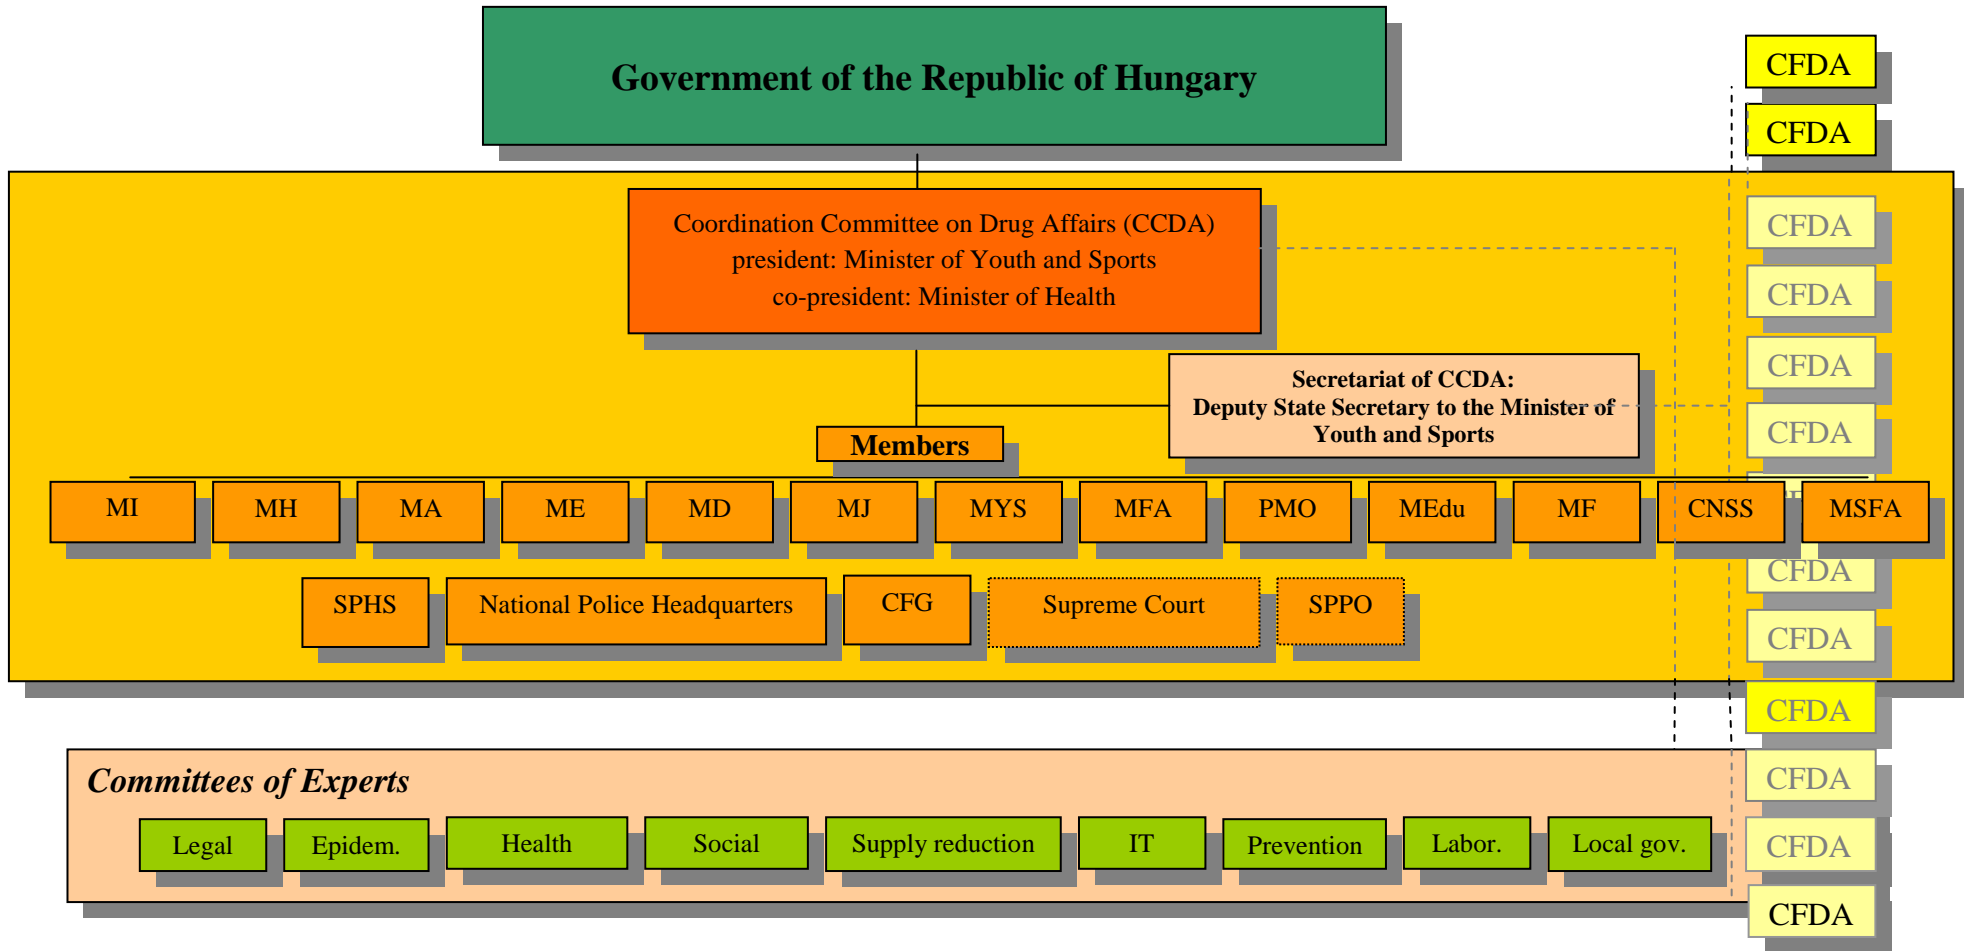 Government of the Republic of Hungary
CFDA
CFDA
Coordination Committee on Drug Affairs (CCDA)
president: Minister of Youth and Sports
co-president: Minister of Health
CFDA
CFDA
CFDA
CFDA
Secretariat of CCDA:
Deputy State Secretary to the Minister of
Youth and Sports
Members
MI
MH
MA
ME
MD
MJ
MYS
MFA
PMO
MEdu
MF
CNSS
MSFA
CFDA
SPHS
National Police Headquarters
CFG
Supreme Court
SPPO
CFDA
CFDA
CFDA
Committees of Experts
Legal
Epidem.
Health
Social
Supply reduction
IT
Prevention
Labor.
Local gov.
CFDA
CFDA